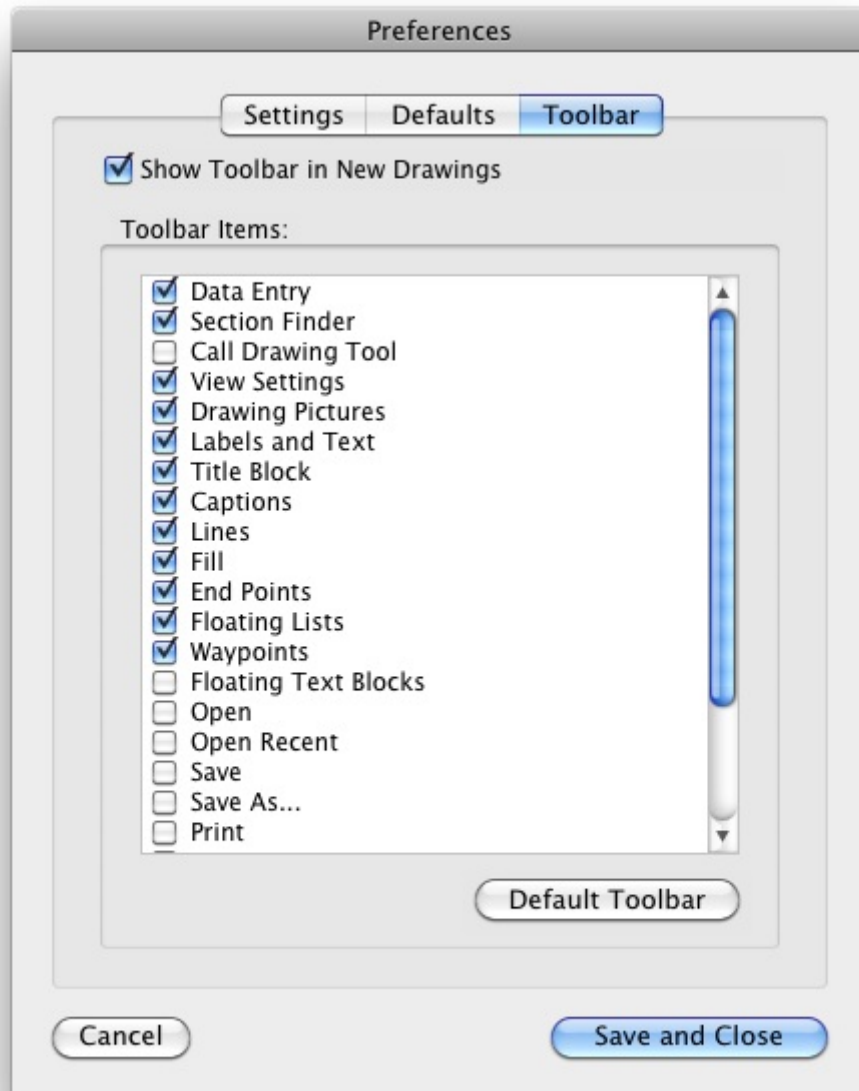 Preferences
Settings Defaults Toolbar
Show Toolbar in New Drawings
Toolbar Items:
Data Entry
Section Finder
Call Drawing Tool
View Settings
Drawing Pictures
Labels and Text
Title Block
Captions
Lines
Fill
End Points
Floating Lists
Waypoints
Floating Text Blocks
Open
Open Recent
Save
Save As...
Print
Default Toolbar
Cancel Save and Close